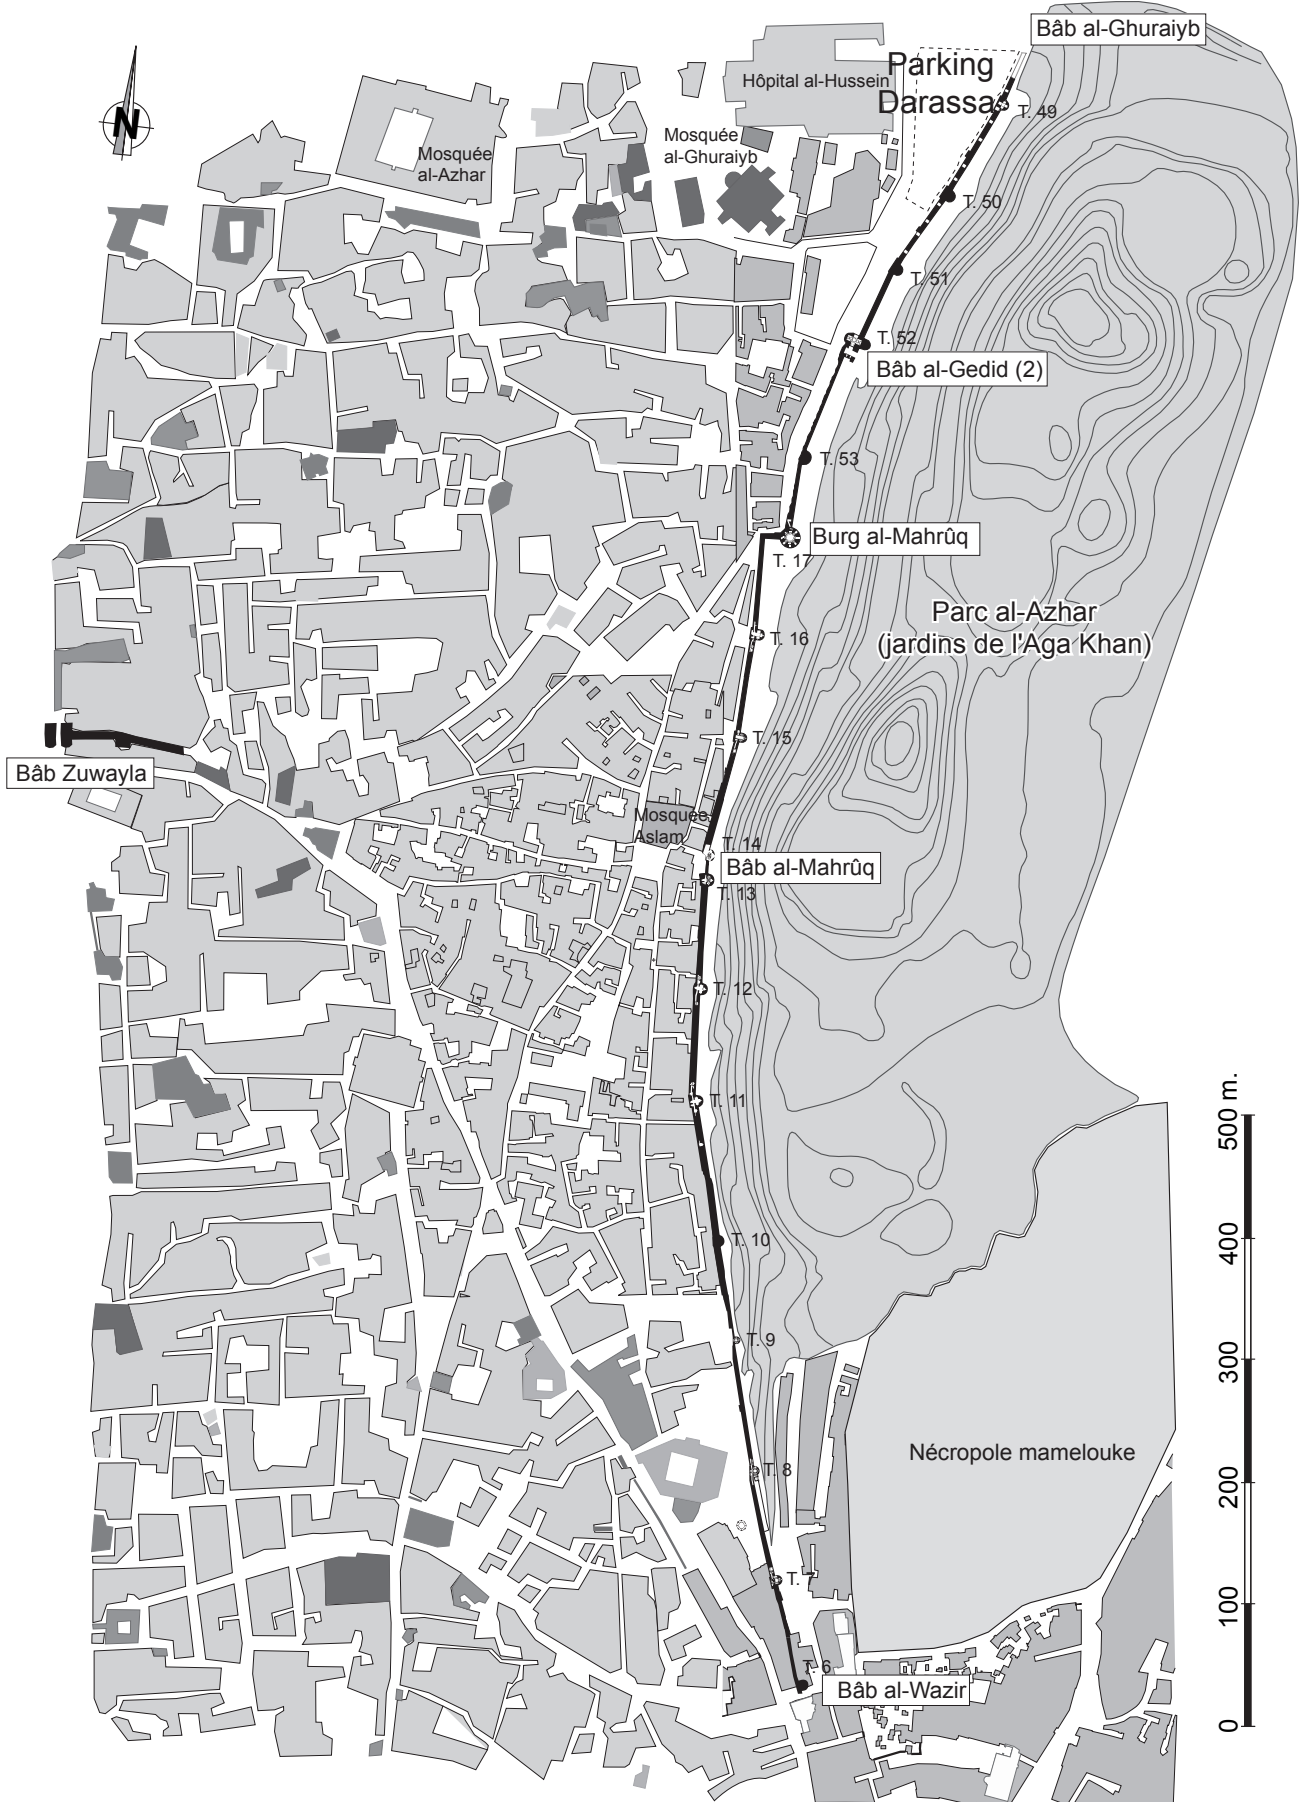 Bâb al-Ghuraiyb
N
Hôpital al-Hussein
Parking
Darassa
T. 49
Mosquée
al-Azhar
Mosquée
al-Ghuraiyb
T. 50
T. 51
T. 52
Bâb al-Gedid (2)
T. 53
Burg al-Mahrûq
T. 17
Parc al-Azhar
(jardins de l'Aga Khan)
T. 16
T. 15
Bâb Zuwayla
Mosquée
Aslam
T. 14
Bâb al-Mahrûq
T. 13
T. 12
T. 11
T. 10
T. 9
T. 8
T. 7
T. 6
Bâb al-Wazir
Nécropole mamelouke
500 m.
400
300
200
100
0